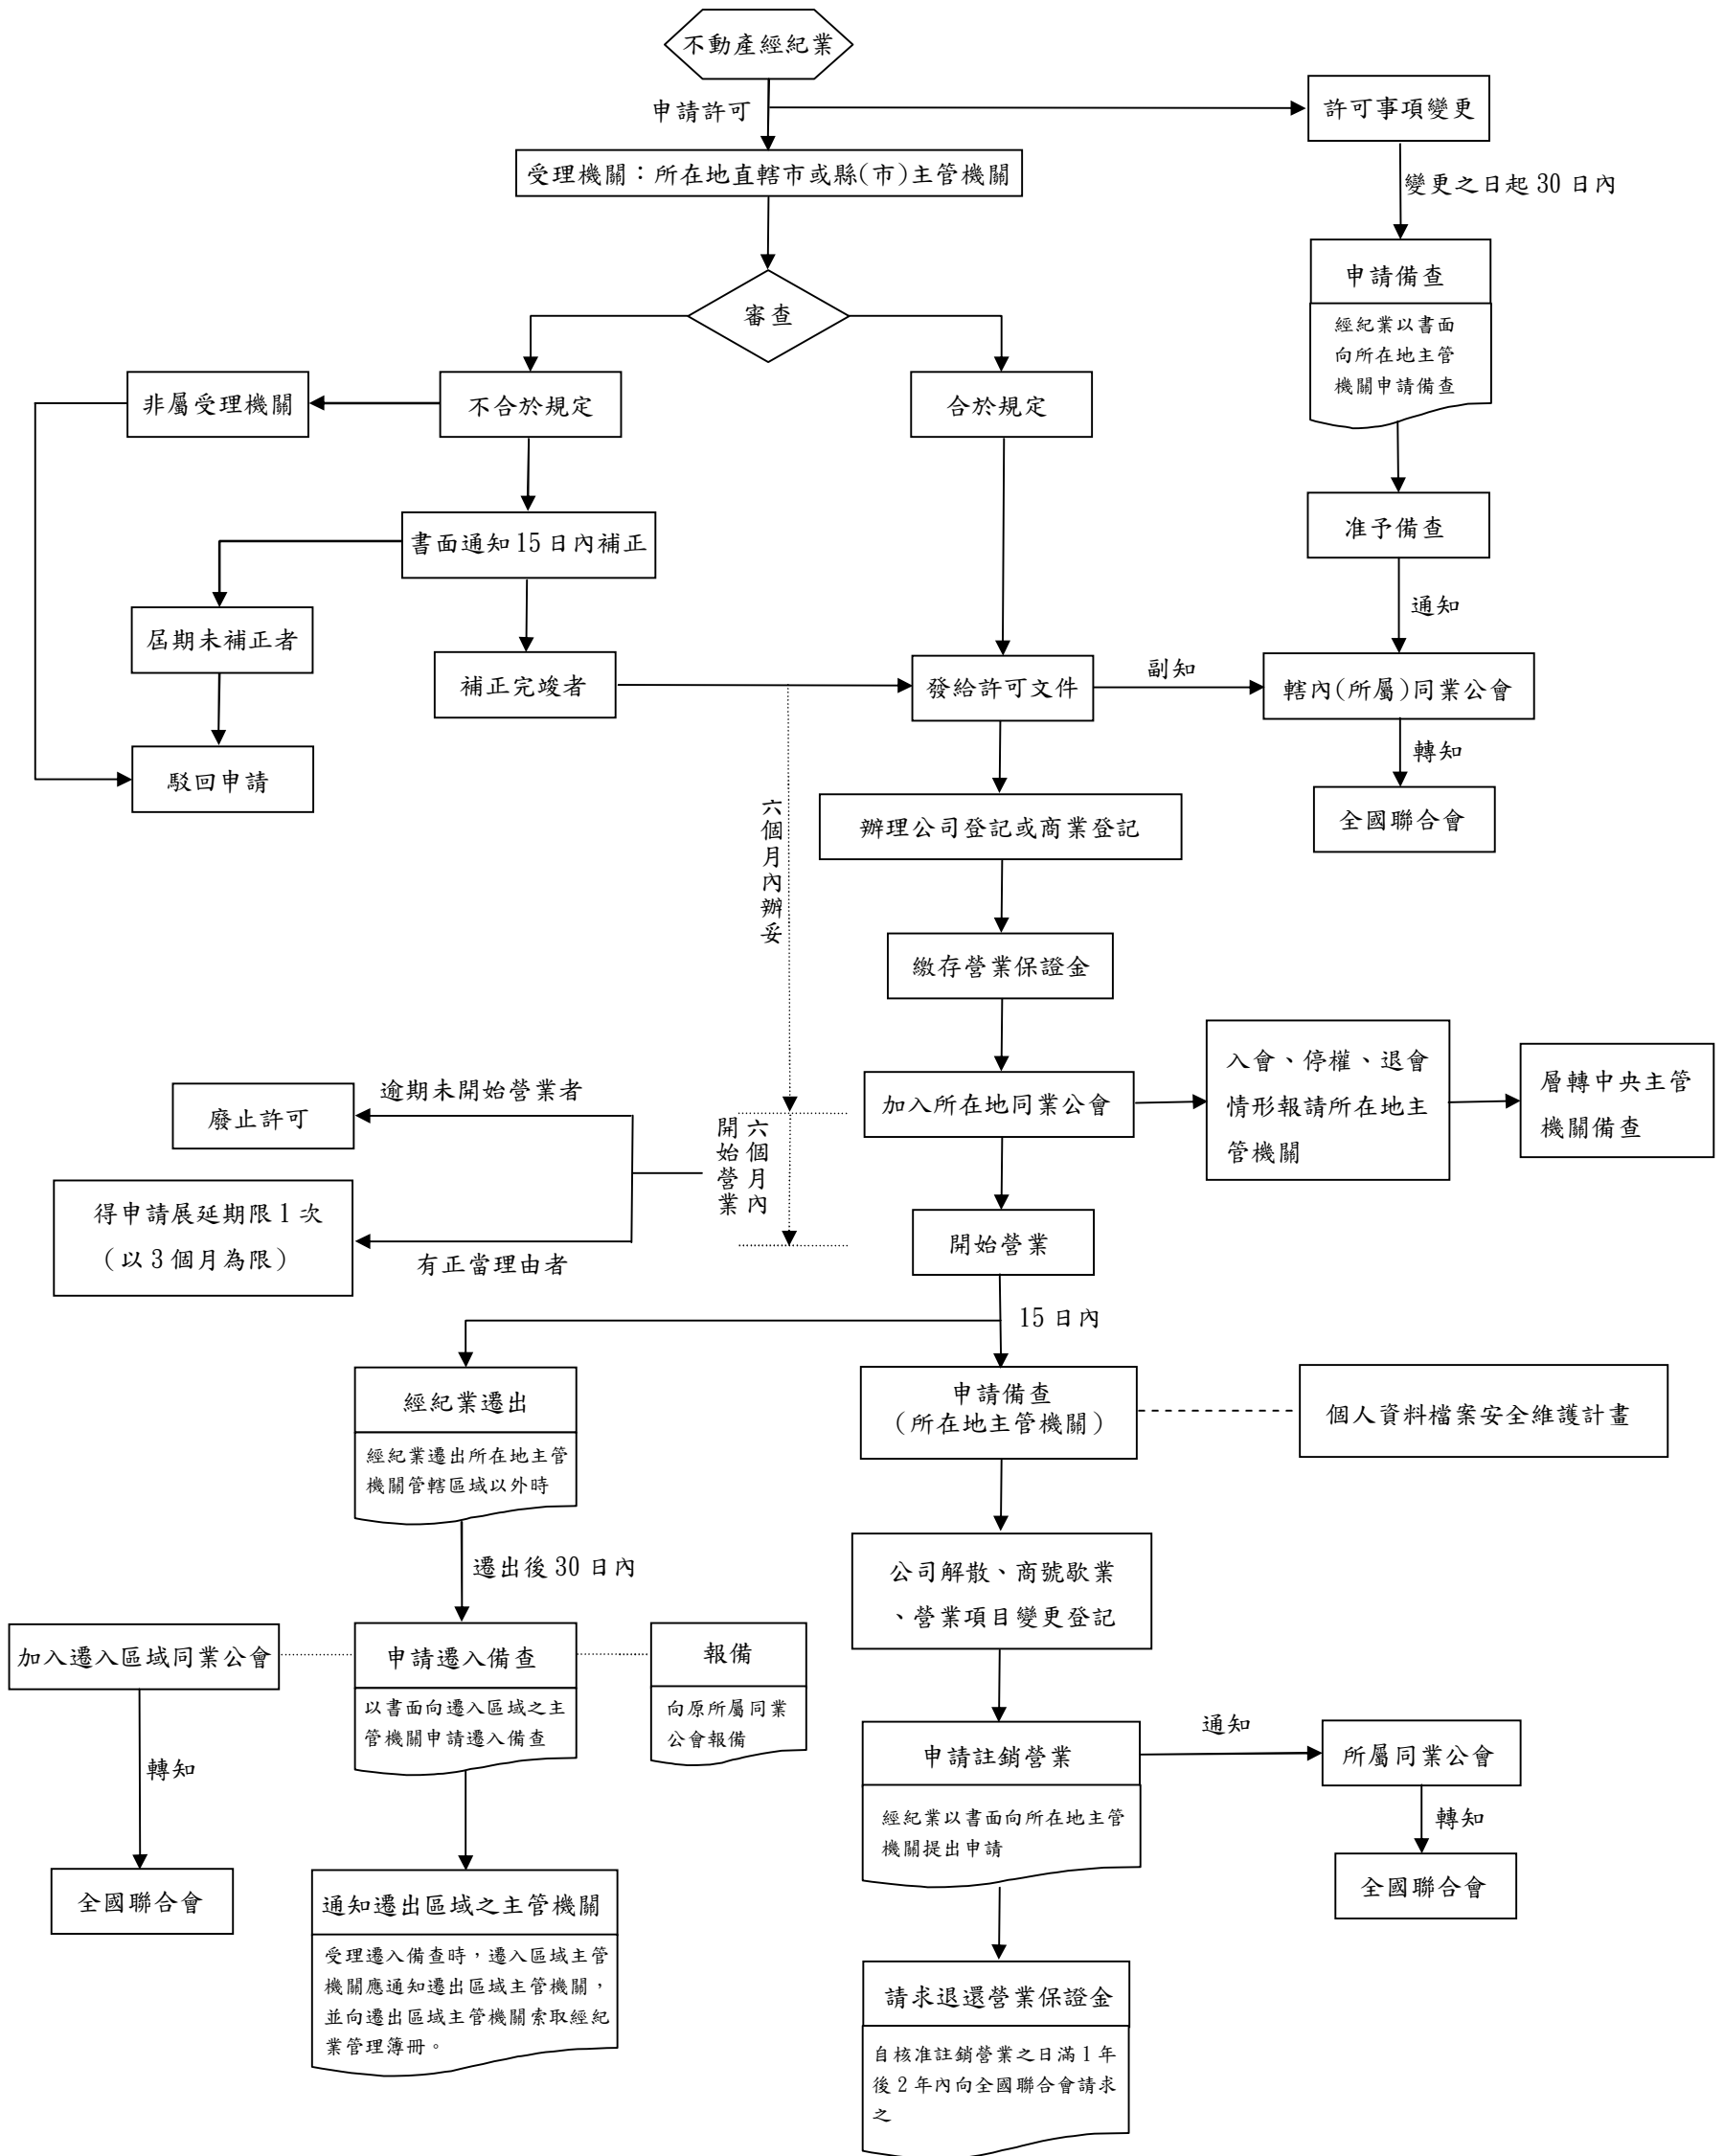 不動產經紀業
申請許可
許可事項變更
受理機關：所在地直轄市或縣(市)主管機關
變更之日起 30 日內
申請備查
經紀業以書面
向所在地主管
機關申請備查
審查
非屬受理機關
不合於規定
合於規定
准予備查
書面通知 15 日內補正
通知
屆期未補正者
補正完竣者
發給許可文件
副知
轄內(所屬)同業公會
駁回申請
轉知
六個月內辦妥
辦理公司登記或商業登記
全國聯合會
繳存營業保證金
加入所在地同業公會
入會、停權、退會
情形報請所在地主
管機關
層轉中央主管
機關備查
逾期未開始營業者
廢止許可
六個月內
開始營業
得申請展延期限 1 次
（以 3 個月為限）
有正當理由者
開始營業
15 日內
經紀業遷出
經紀業遷出所在地主管
機關管轄區域以外時
申請備查
（所在地主管機關）
個人資料檔案安全維護計畫
遷出後 30 日內
公司解散、商號歇業
、營業項目變更登記
加入遷入區域同業公會
申請遷入備查
以書面向遷入區域之主
管機關申請遷入備查
報備
向原所屬同業
公會報備
轉知
申請註銷營業
經紀業以書面向所在地主管
機關提出申請
通知
所屬同業公會
轉知
全國聯合會
全國聯合會
通知遷出區域之主管機關
受理遷入備查時，遷入區域主管
機關應通知遷出區域主管機關，
並向遷出區域主管機關索取經紀
業管理簿冊。
請求退還營業保證金
自核准註銷營業之日滿 1 年
後 2 年內向全國聯合會請求
之